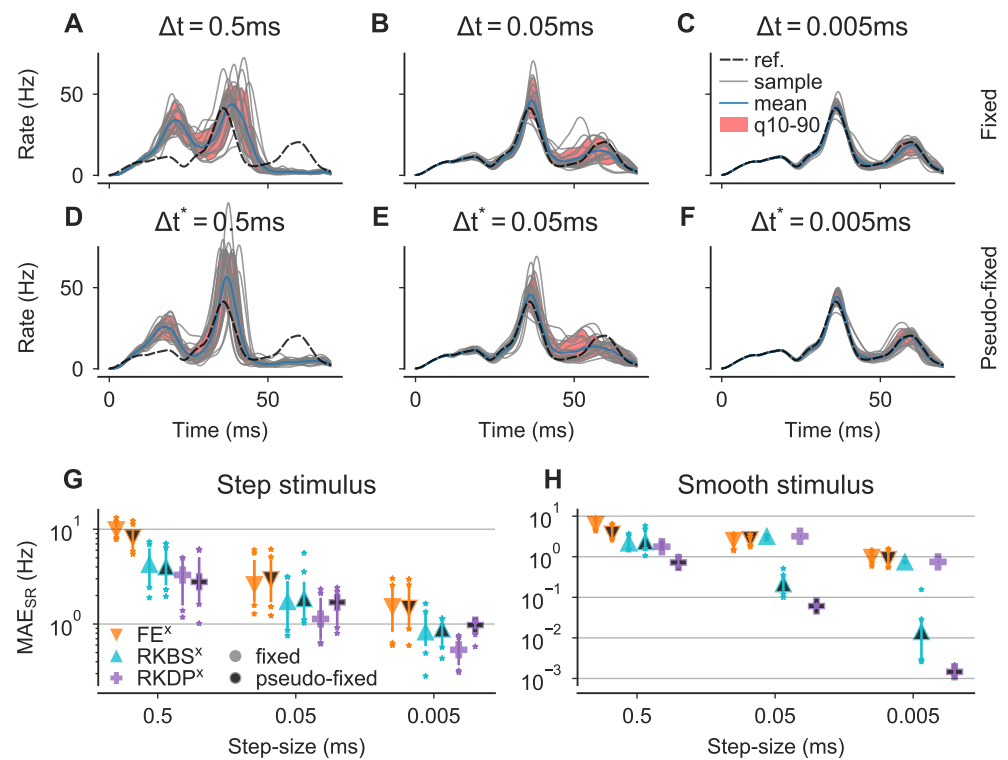 A
Δt = 0.5ms
B
Δt = 0.05ms
C
Δt = 0.005ms
Rate (Hz)
50
0
ref.
sample
mean
q10-90
Fixed
D
Δt* = 0.5ms
E
Δt* = 0.05ms
F
Δt* = 0.005ms
Rate (Hz)
50
0
Pseudo-fixed
0 50
0 50
0 50
Time (ms)
Time (ms)
Time (ms)
G
Step stimulus
MAE_SR (Hz)
10^1
10^0
FE^x
RKBS^x
RKDP^x
fixed
pseudo-fixed
0.5 0.05 0.005
Step-size (ms)
H
Smooth stimulus
10^1
10^0
10^−1
10^−2
10^−3
0.5 0.05 0.005
Step-size (ms)